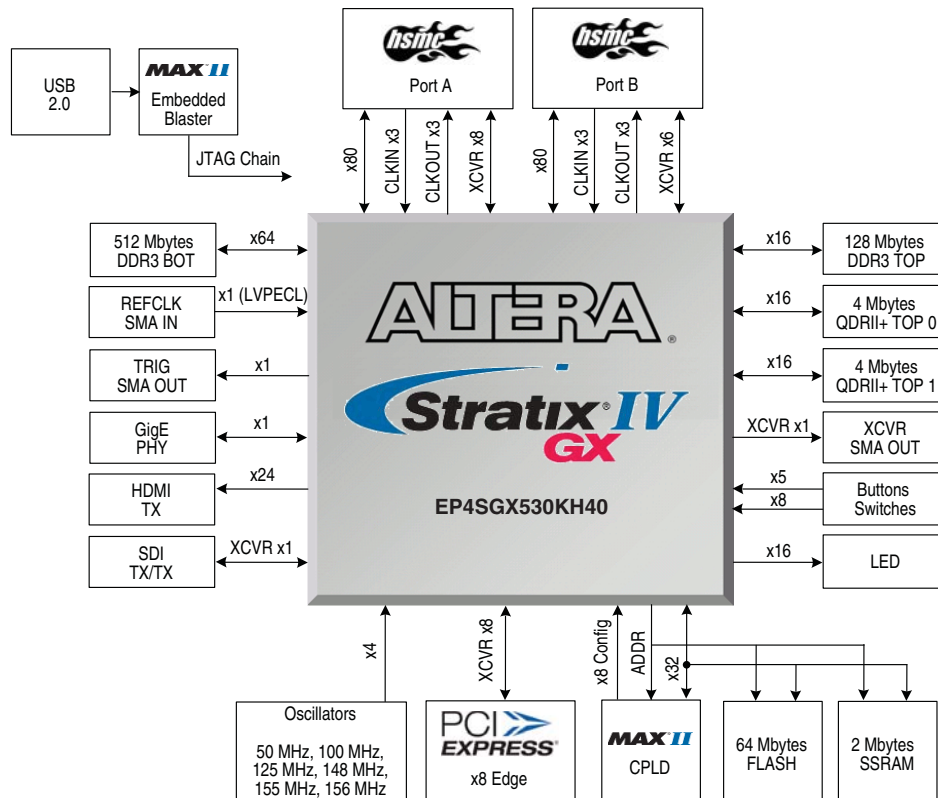 hsmc
Port A
hsmc
Port B
USB
2.0
MAX II
Embedded
Blaster
JTAG Chain
x80
CLKIN x3
CLKOUT x3
XCVR x8
x80
CLKIN x3
CLKOUT x3
XCVR x6
512 Mbytes
DDR3 BOT
x64
REFCLK
SMA IN
x1 (LVPECL)
TRIG
SMA OUT
x1
GigE
PHY
x1
HDMI
TX
x24
SDI
TX/TX
XCVR x1
ALTERA®
Stratix® IV
GX
EP4SGX530KH40
x16
128 Mbytes
DDR3 TOP
x16
4 Mbytes
QDRII+ TOP 0
x16
4 Mbytes
QDRII+ TOP 1
XCVR x1
XCVR
SMA OUT
x5
x8
Buttons
Switches
x16
LED
x4
XCVR x8
x8 Config
ADDR
x32
Oscillators
50 MHz, 100 MHz,
125 MHz, 148 MHz,
155 MHz, 156 MHz
PCI
EXPRESS®
x8 Edge
MAX II
CPLD
64 Mbytes
FLASH
2 Mbytes
SSRAM